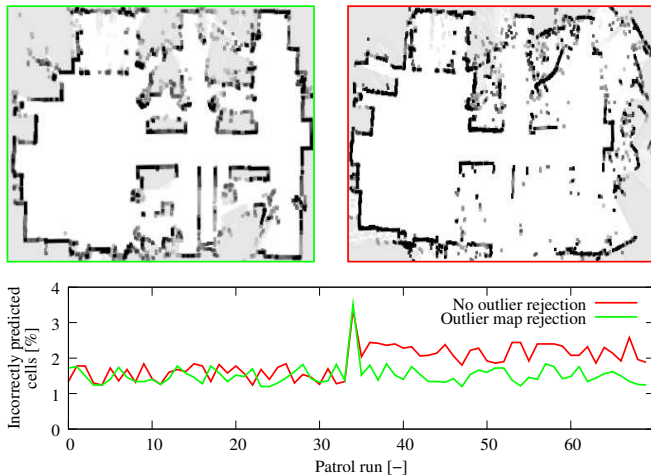 4
3
2
1
0
Incorrectly predicted
cells [%]
No outlier rejection
Outlier map rejection
0 10 20 30 40 50 60
Patrol run [-]